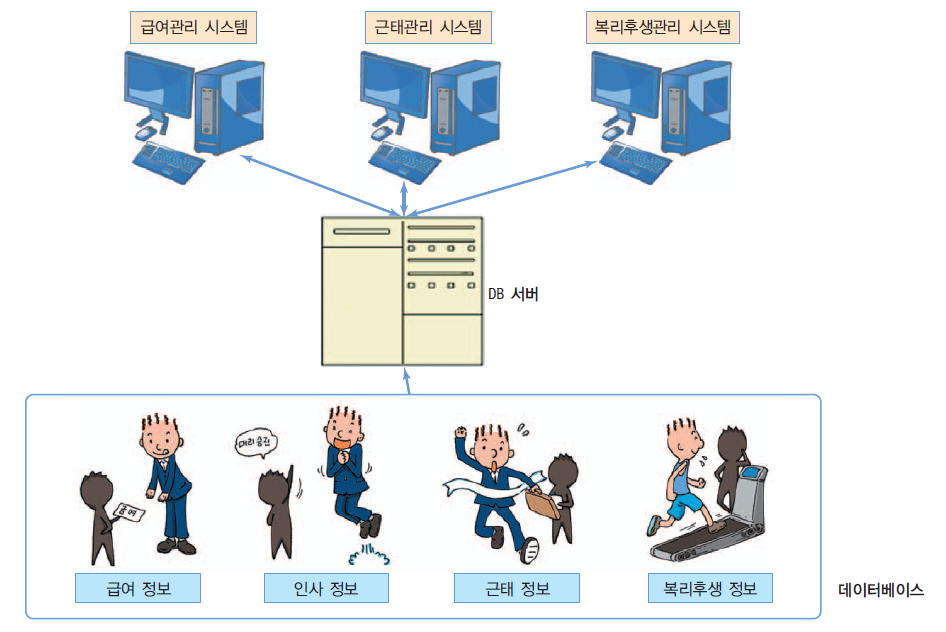 급여관리 시스템
근태관리 시스템
복리후생관리 시스템
DB 서버
대리 승진
급여
급여 정보
인사 정보
근태 정보
복리후생 정보
데이터베이스